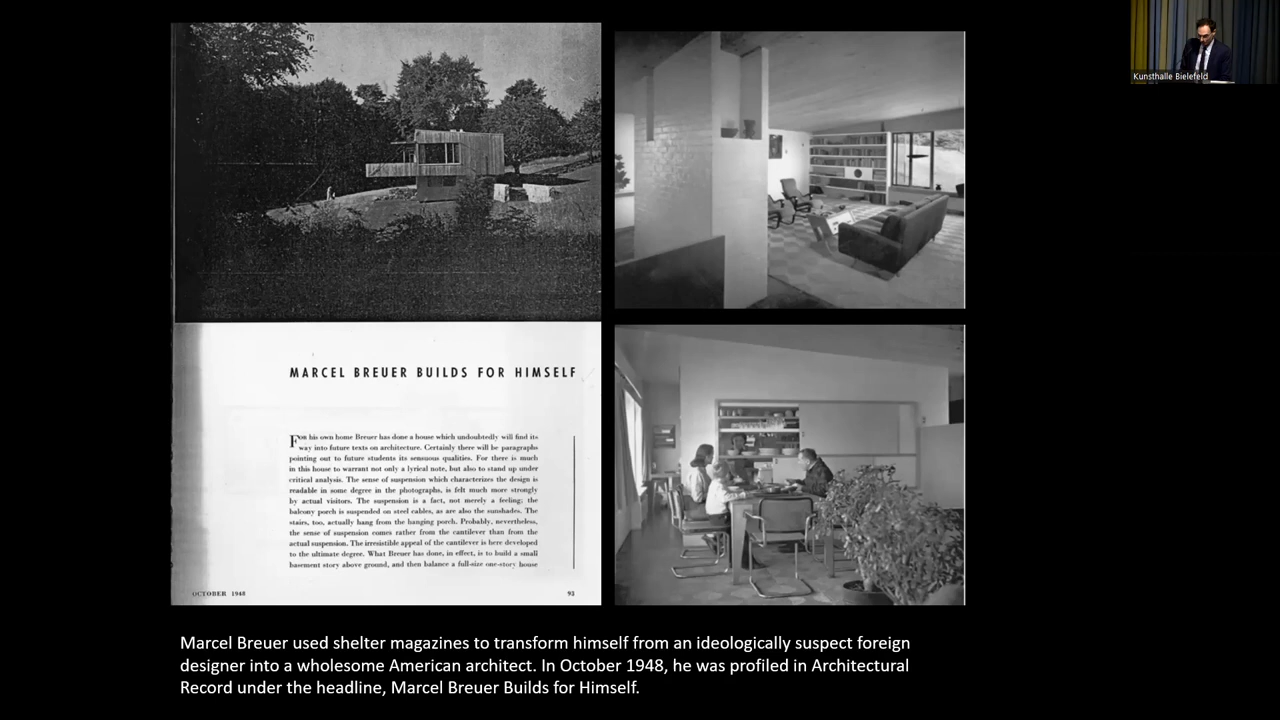 Kunsthalle Bielefeld
MARCEL BREUER BUILDS FOR HIMSELF
For his own home Breuer has done a house which undoubtedly will find its
way into future texts on architecture. Certainly there will be paragraphs
pointing out to future students its sensuous qualities. For there is much
in this house to warrant not only a lyrical note, but also to stand up under
critical analysis. The sense of suspension which characterizes the design is
readable in some degree in the photographs, is felt much more strongly
by actual visitors. The suspension is a fact, not merely a feeling; the
balcony porch is suspended on steel cables, as are also the sunshades. The
stairs, too, actually hang from the hanging porch. Probably, nevertheless,
the sense of suspension comes rather from the cantilever than from the
actual suspension. The irresistible appeal of the cantilever is here developed
to the ultimate degree. What Breuer has done, in effect, is to build a small
basement story above ground, and then balance a full-size one-story house
OCTOBER 1948
93
Marcel Breuer used shelter magazines to transform himself from an ideologically suspect foreign
designer into a wholesome American architect. In October 1948, he was profiled in Architectural
Record under the headline, Marcel Breuer Builds for Himself.